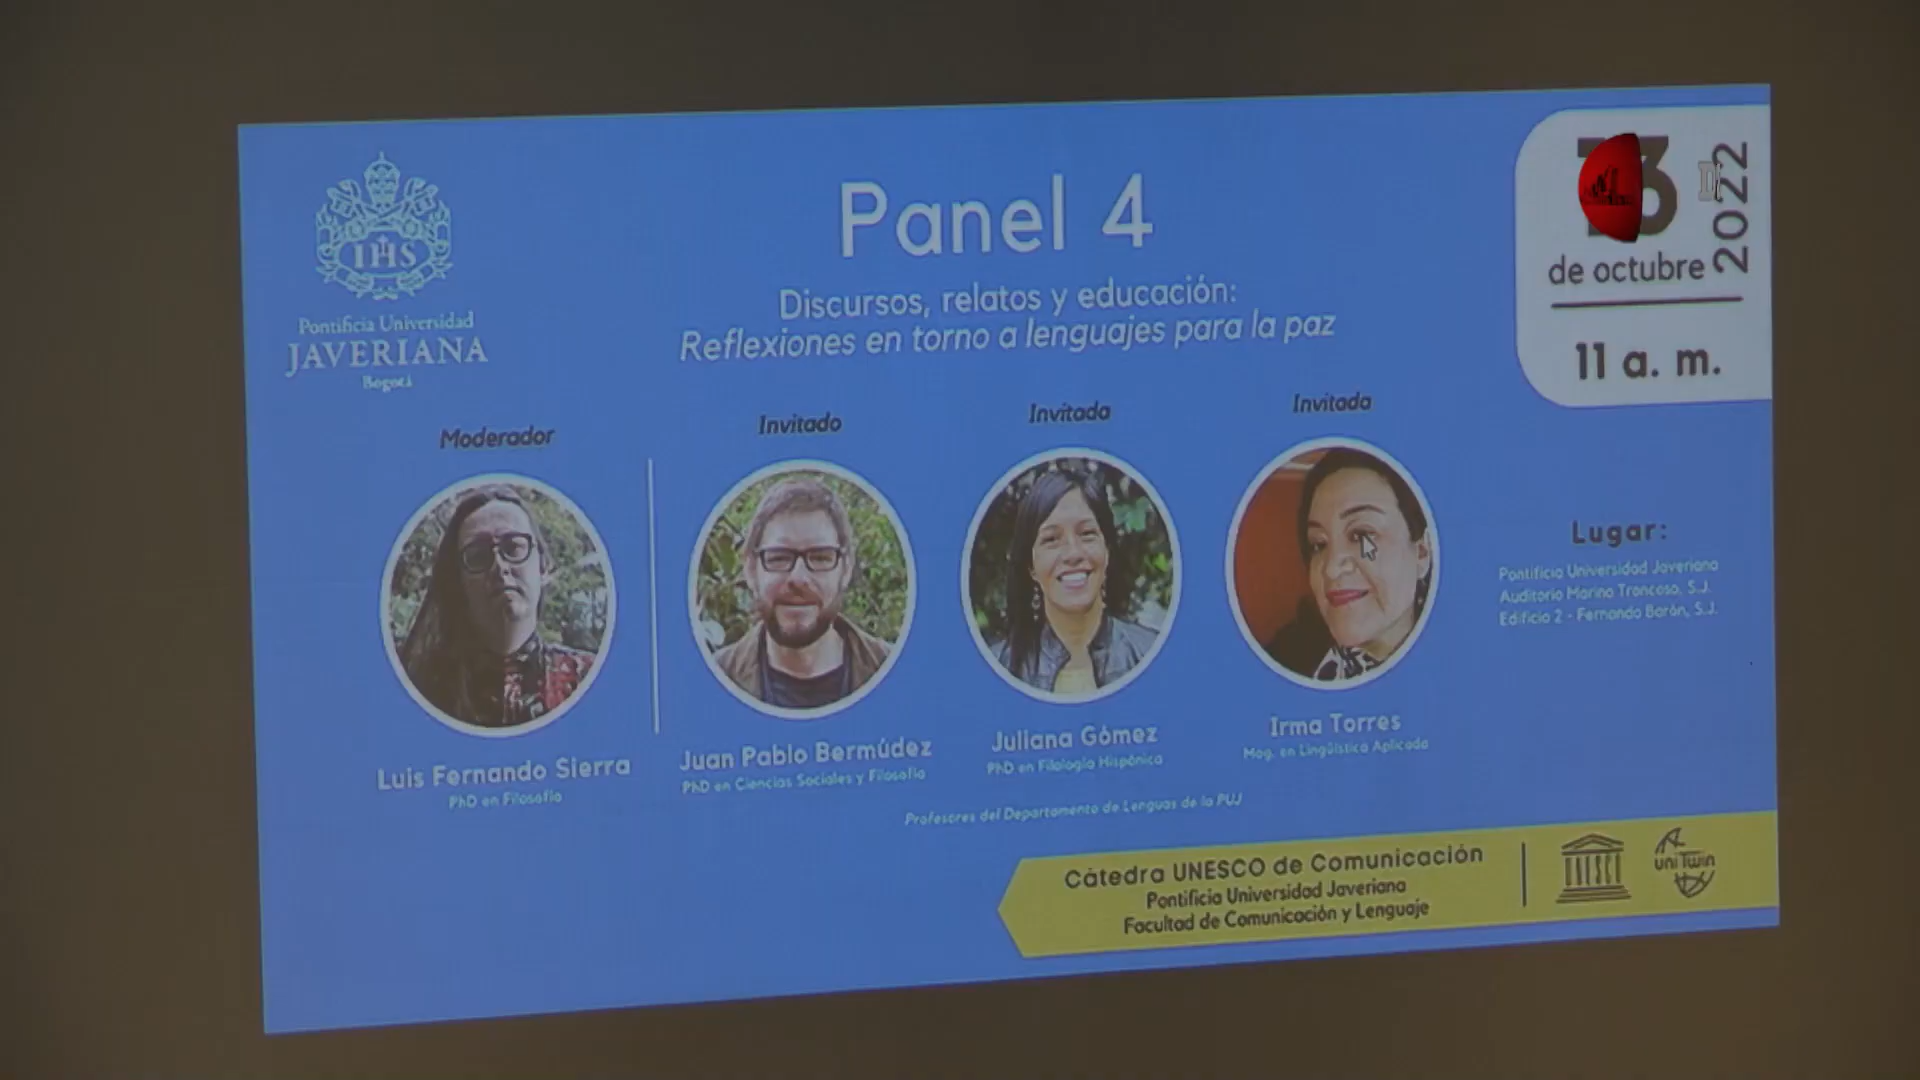 IHS
Pontificia Universidad
JAVERIANA
Bogotá
Panel 4
Discursos, relatos y educación:
Reflexiones en torno a lenguajes para la paz
de octubre
2022
11 a. m.
Moderador
Invitado
Invitada
Invitada
Luis Fernando Sierra
PhD en Filosofía
Juan Pablo Bermúdez
PhD en Ciencias Sociales y Filosofía
Juliana Gómez
PhD en Filología Hispánica
Irma Torres
Mag. en Lingüística Aplicada
Profesores del Departamento de Lenguas de la PUJ
Lugar:
Pontificia Universidad Javeriana
Auditorio Marino Troncoso, S.J.
Edificio 2 - Fernando Barón, S.J.
Cátedra UNESCO de Comunicación
Pontificia Universidad Javeriana
Facultad de Comunicación y Lenguaje
uniTwin